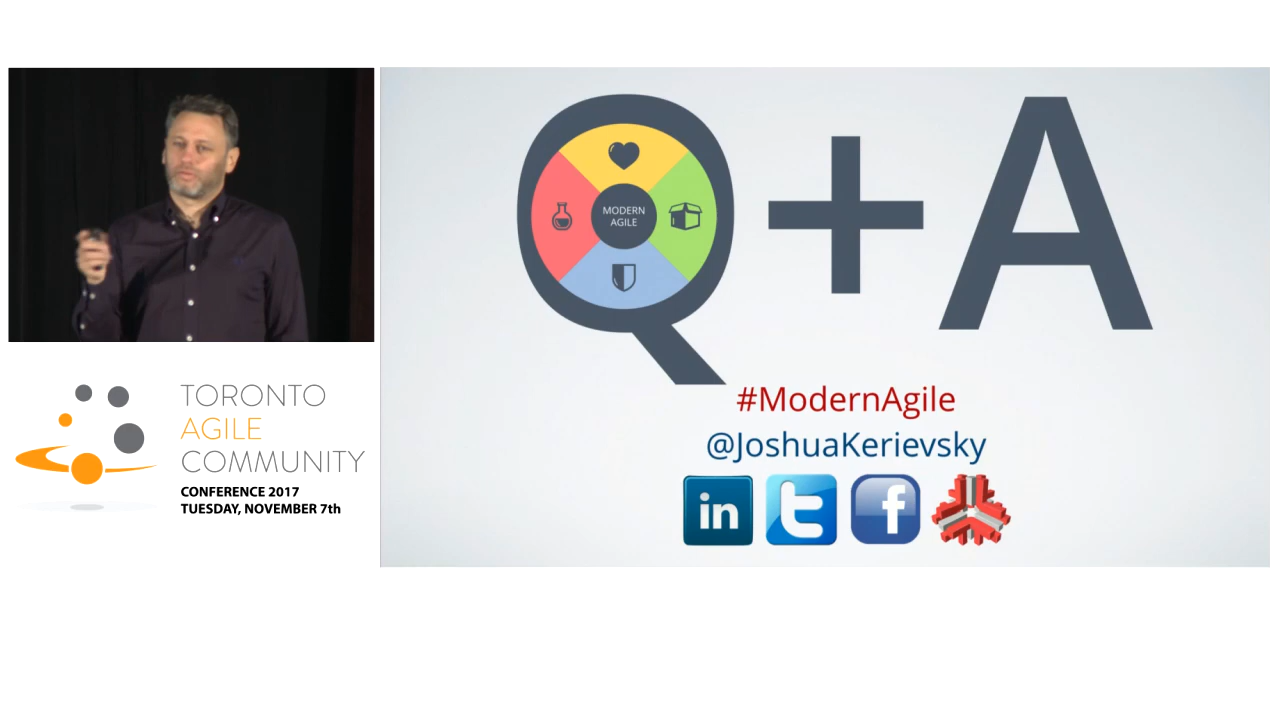 TORONTO
AGILE
COMMUNITY
CONFERENCE 2017
TUESDAY, NOVEMBER 7th
Q+A
MODERN
AGILE
#ModernAgile
@JoshuaKerievsky
in
t
f